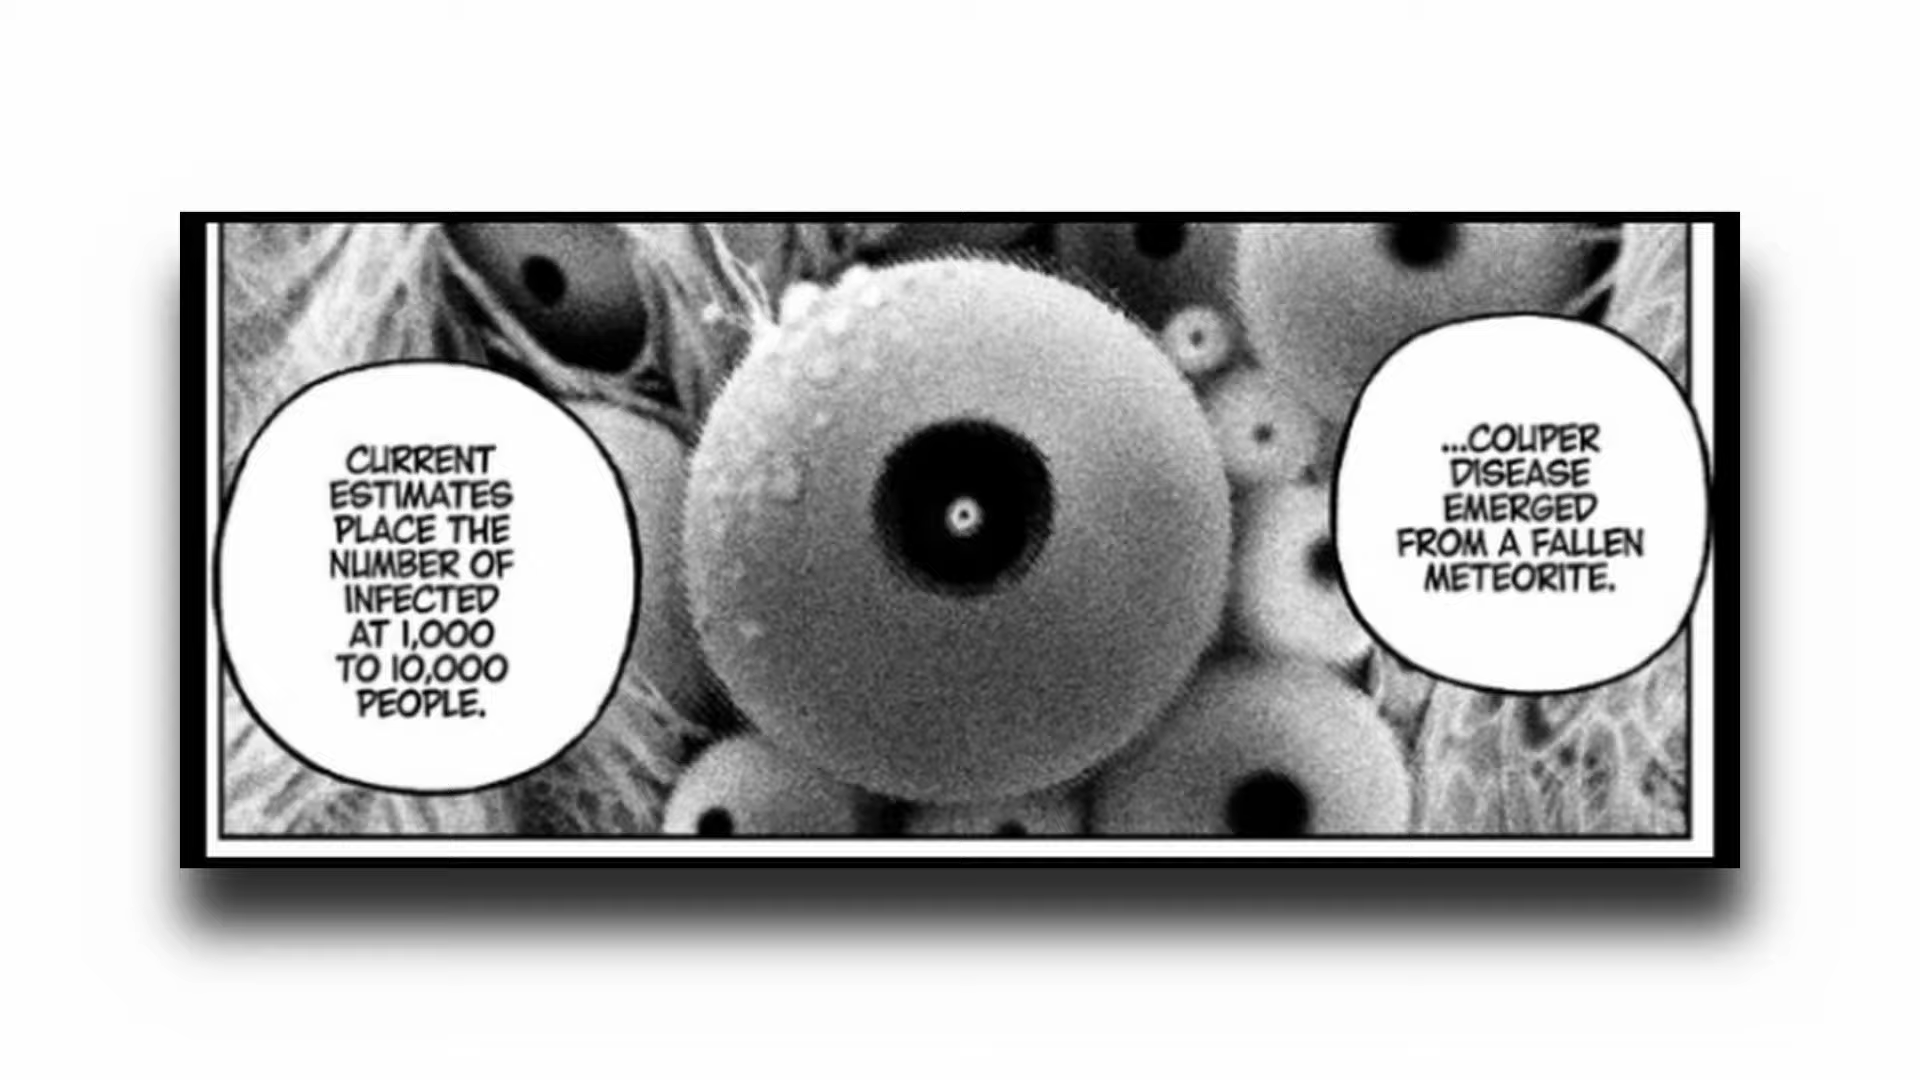 ...COUPER
DISEASE
EMERGED
FROM A FALLEN
METEORITE.
CURRENT
ESTIMATES
PLACE THE
NUMBER OF
INFECTED
AT 1,000
TO 10,000
PEOPLE.